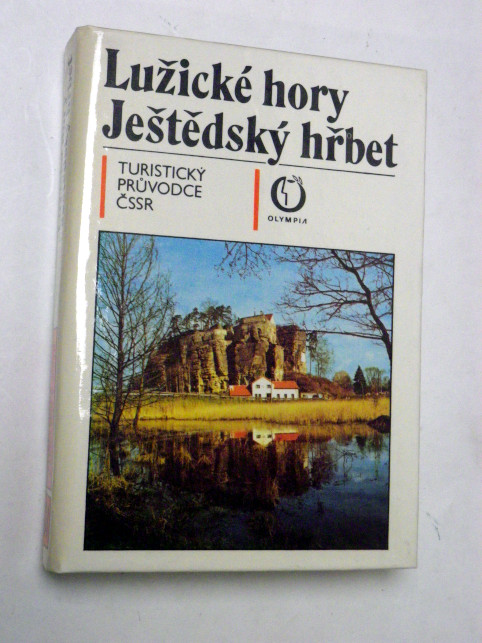 Lužické hory
Ještědský hřbet
TURISTICKÝ
PRŮVODCE
ČSSR
OLYMPIA